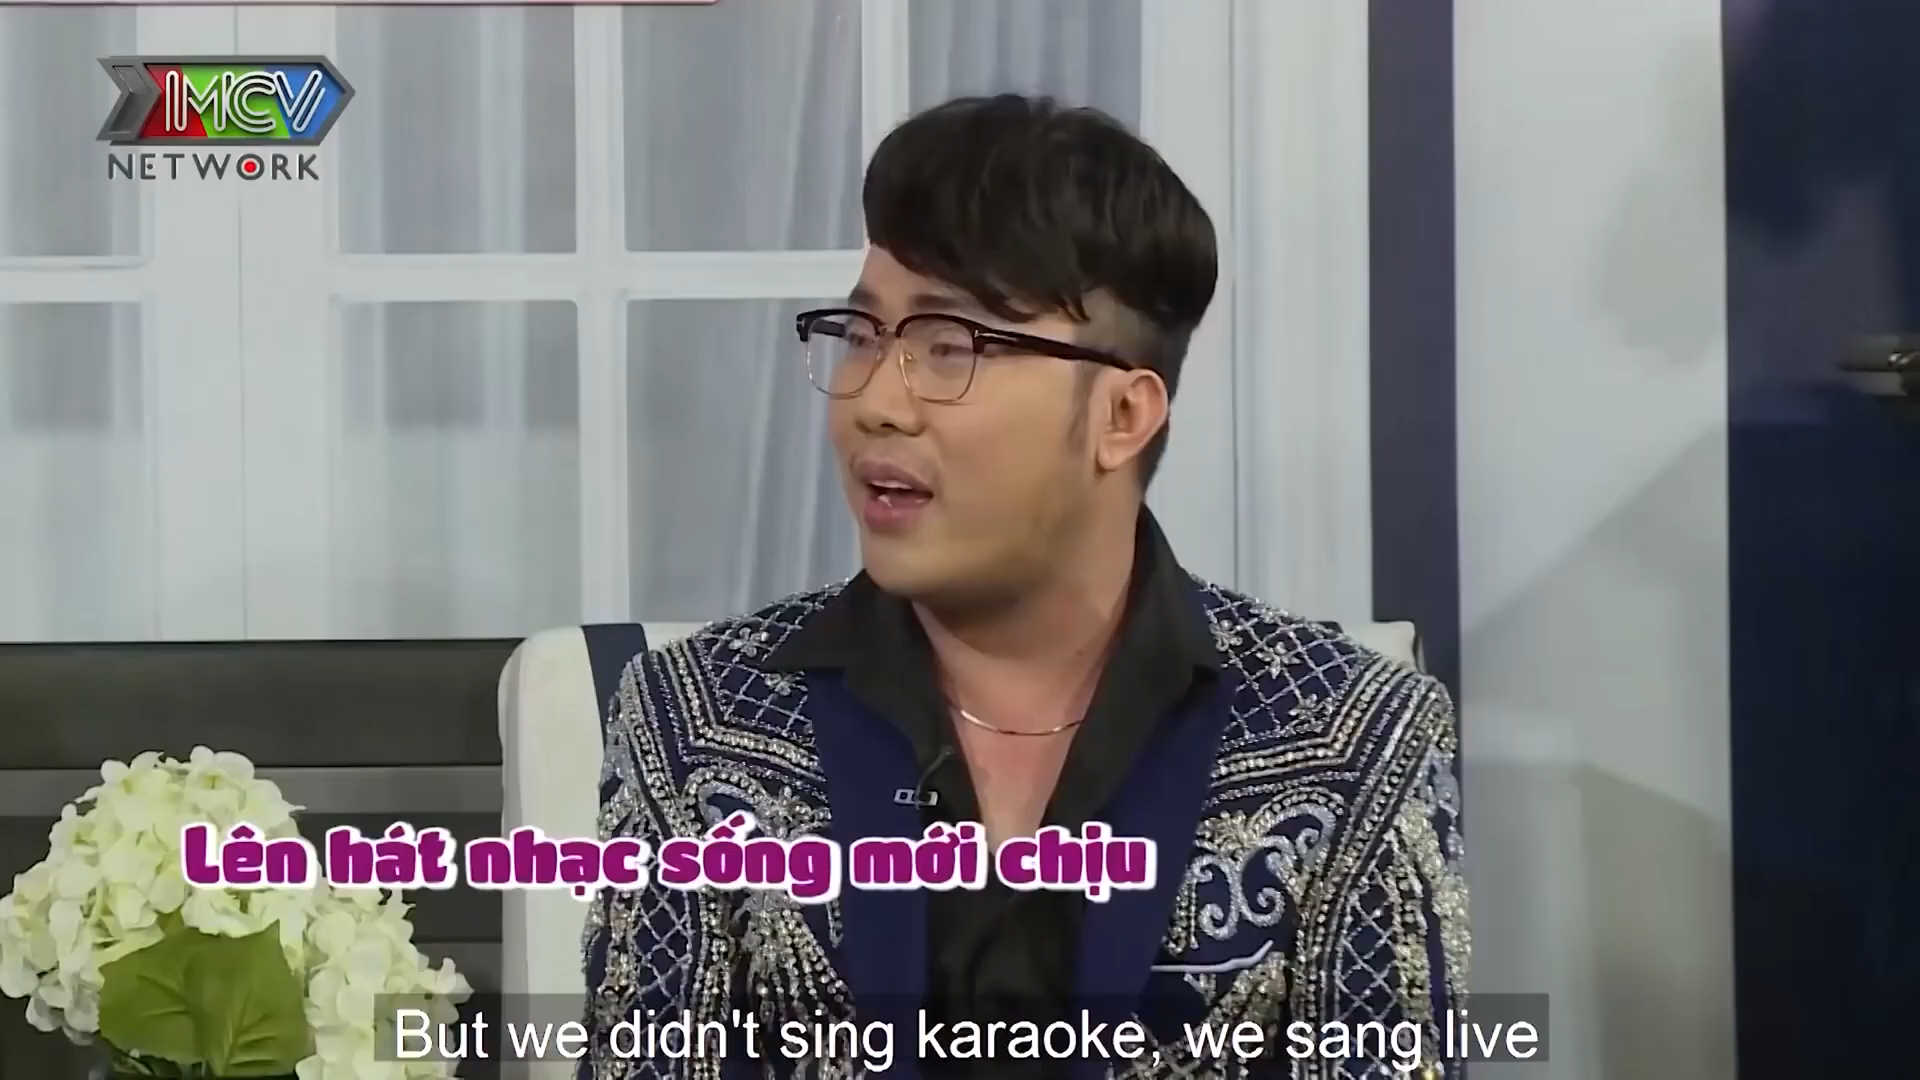 MCV
NETWORK
Lên hát nhạc sống mới chịu
But we didn't sing karaoke, we sang live